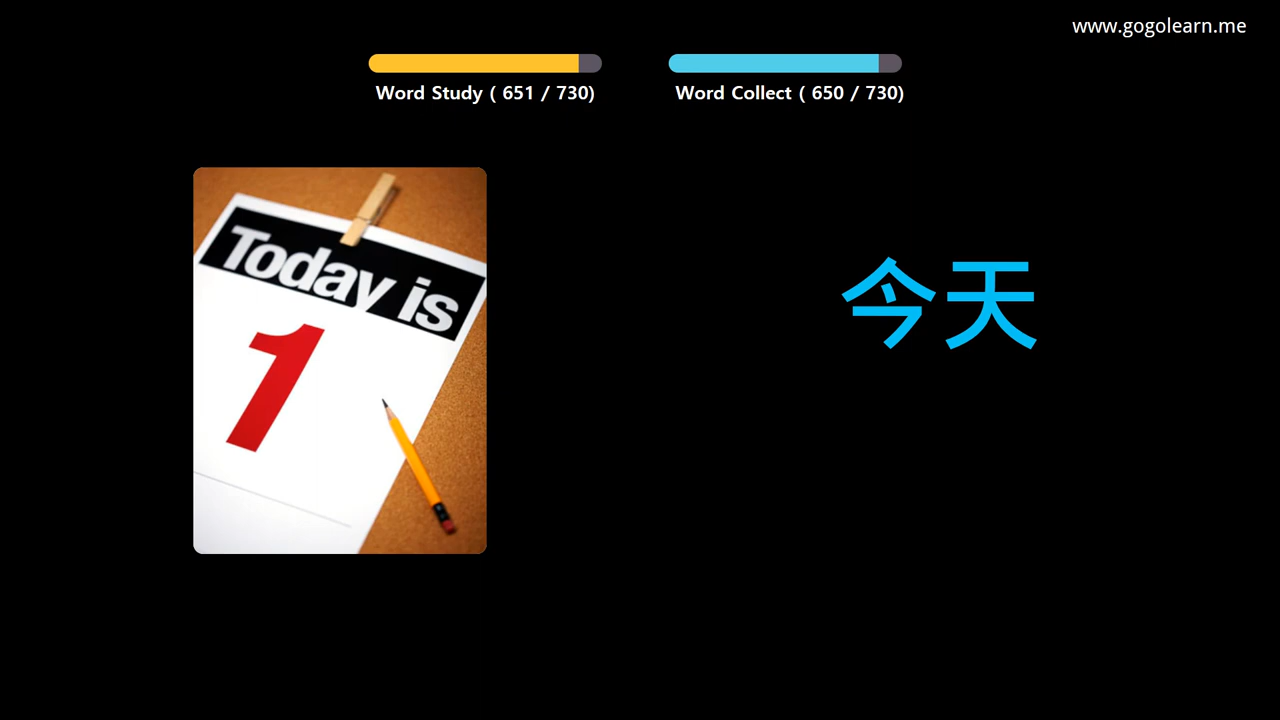 www.gogolearn.me
Word Study ( 651 / 730)
Word Collect ( 650 / 730)
Today is
1
今天